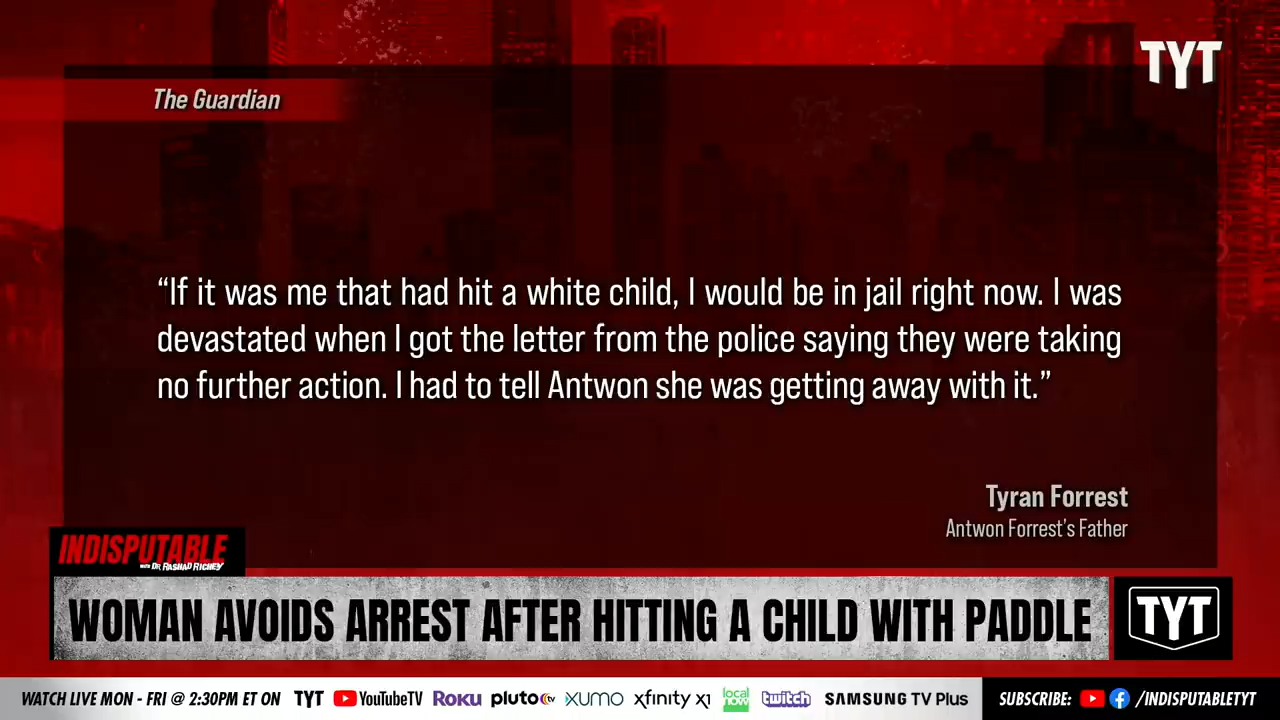 TYT
The Guardian
“If it was me that had hit a white child, I would be in jail right now. I was
devastated when I got the letter from the police saying they were taking
no further action. I had to tell Antwon she was getting away with it.”
Tyran Forrest
Antwon Forrest’s Father
INDISPUTABLE
WITH DR. RASHAD RICHEY
WOMAN AVOIDS ARREST AFTER HITTING A CHILD WITH PADDLE
TYT
WATCH LIVE MON - FRI @ 2:30PM ET ON TYT YouTubeTV ROKU pluto tv XUMO xfinity x1 local now twitch SAMSUNG TV Plus SUBSCRIBE: /INDISPUTABLETYT